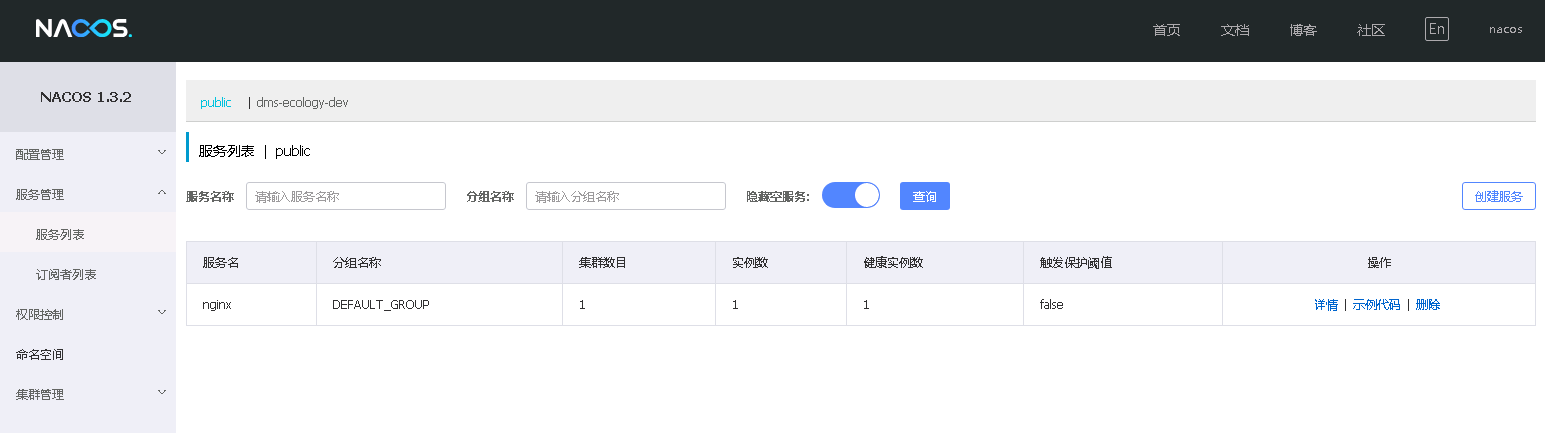 NACOS.
首页 文档 博客 社区 En nacos
NACOS 1.3.2
配置管理
服务管理
服务列表
订阅者列表
权限控制
命名空间
集群管理
public | dms-ecology-dev
服务列表 | public
服务名称 请输入服务名称 分组名称 请输入分组名称 隐藏空服务: 查询 创建服务
服务名 分组名称 集群数目 实例数 健康实例数 触发保护阈值 操作
nginx DEFAULT_GROUP 1 1 1 false 详情 | 示例代码 | 删除